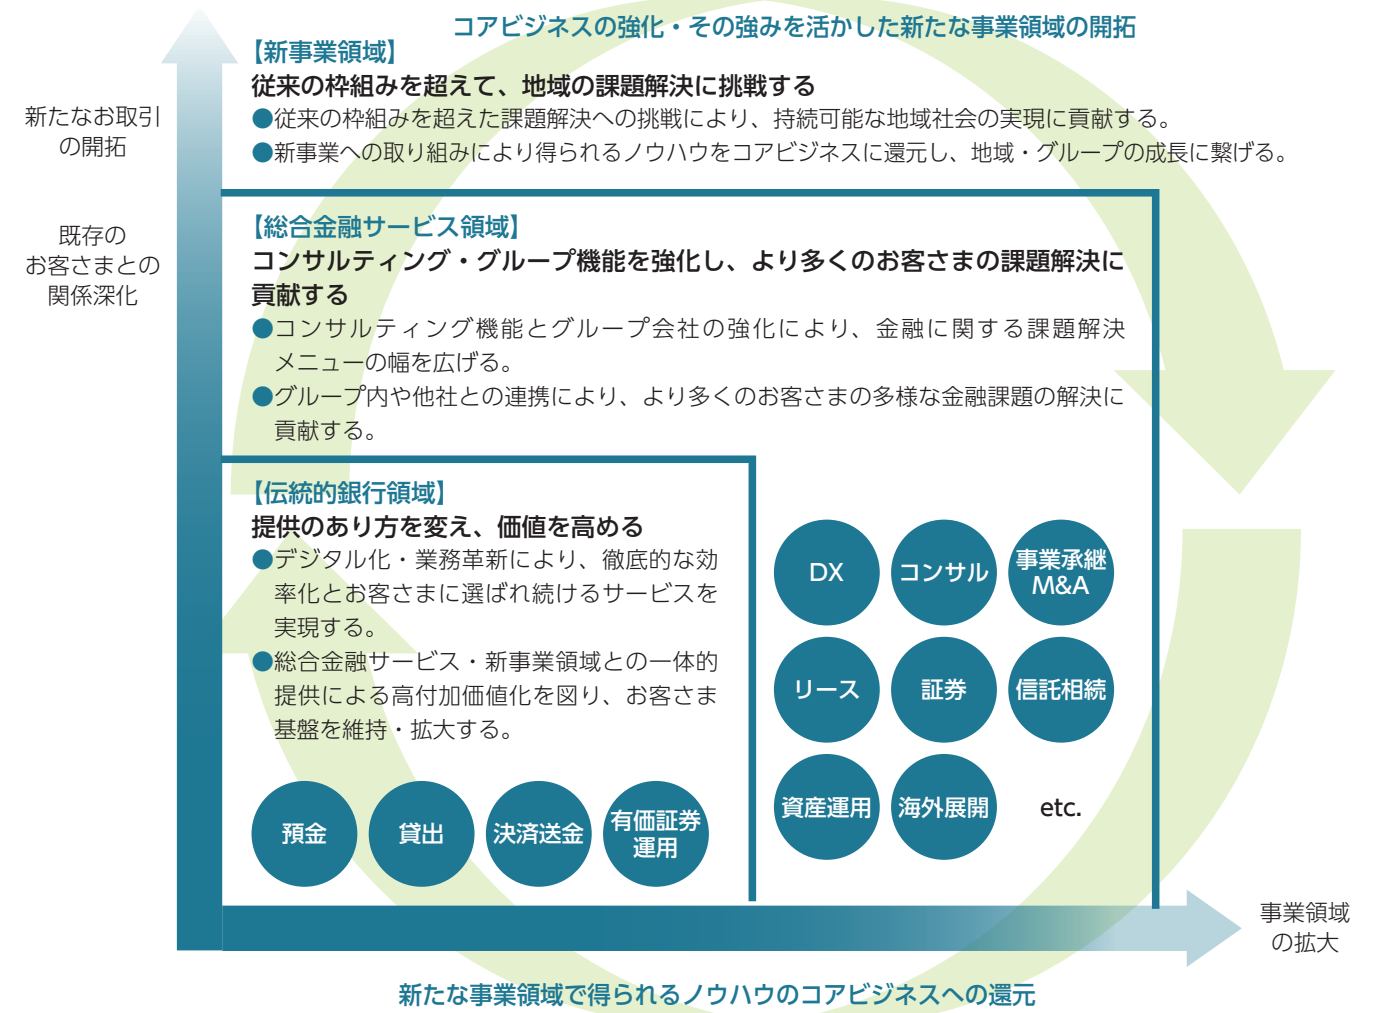 コアビジネスの強化・その強みを活かした新たな事業領域の開拓
【新事業領域】
従来の枠組みを超えて、地域の課題解決に挑戦する
●従来の枠組みを超えた課題解決への挑戦により、持続可能な地域社会の実現に貢献する。
●新事業への取り組みにより得られるノウハウをコアビジネスに還元し、地域・グループの成長に繋げる。
新たなお取引
の開拓
既存の
お客さまとの
関係深化
【総合金融サービス領域】
コンサルティング・グループ機能を強化し、より多くのお客さまの課題解決に
貢献する
●コンサルティング機能とグループ会社の強化により、金融に関する課題解決
メニューの幅を広げる。
●グループ内や他社との連携により、より多くのお客さまの多様な金融課題の解決に
貢献する。
【伝統的銀行領域】
提供のあり方を変え、価値を高める
●デジタル化・業務革新により、徹底的な効
率化とお客さまに選ばれ続けるサービスを
実現する。
●総合金融サービス・新事業領域との一体的
提供による高付加価値化を図り、お客さま
基盤を維持・拡大する。
預金
貸出
決済送金
有価証券
運用
DX
コンサル
事業承継
M&A
リース
証券
信託相続
資産運用
海外展開
etc.
事業領域
の拡大
新たな事業領域で得られるノウハウのコアビジネスへの還元